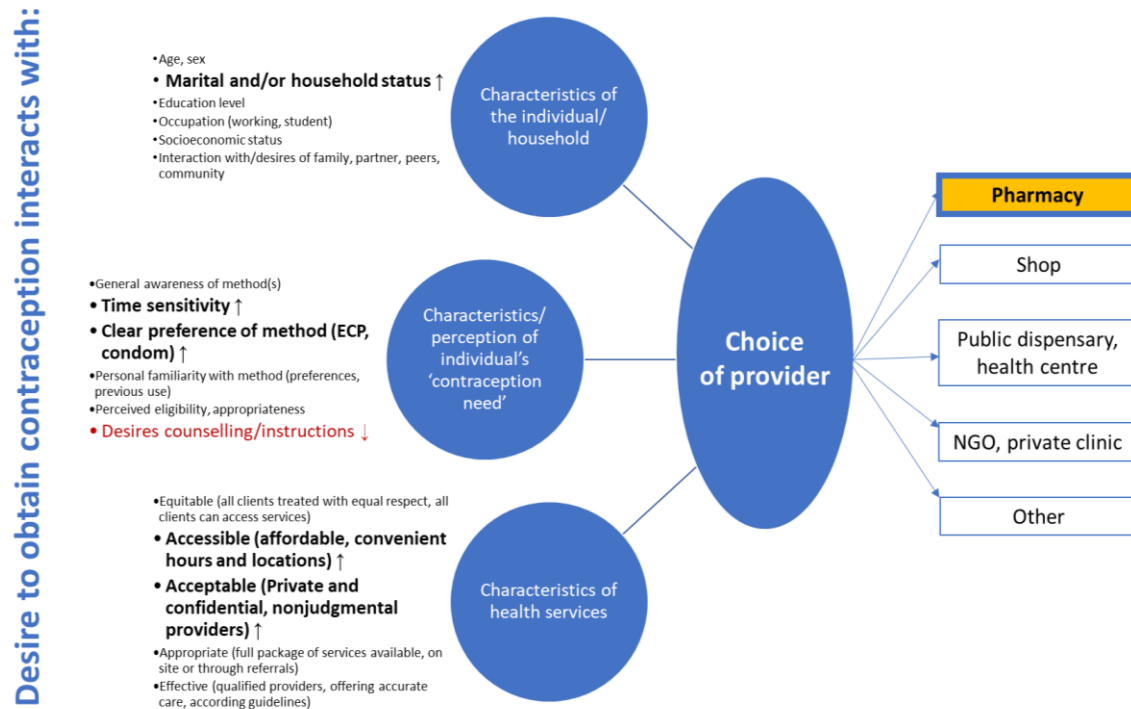 Desire to obtain contraception interacts with:
•Age, sex
• Marital and/or household status ↑
•Education level
•Occupation (working, student)
•Socioeconomic status
•Interaction with/desires of family, partner, peers,
community
Characteristics of
the individual/
household
•General awareness of method(s)
• Time sensitivity ↑
• Clear preference of method (ECP,
condom) ↑
•Personal familiarity with method (preferences,
previous use)
•Perceived eligibility, appropriateness
• Desires counselling/instructions ↓
Characteristics/
perception of
individual's
'contraception
need'
•Equitable (all clients treated with equal respect, all
clients can access services)
• Accessible (affordable, convenient
hours and locations) ↑
• Acceptable (Private and
confidential, nonjudgmental
providers) ↑
•Appropriate (full package of services available, on
site or through referrals)
•Effective (qualified providers, offering accurate
care, according guidelines)
Characteristics of
health services
Choice
of provider
Pharmacy
Shop
Public dispensary,
health centre
NGO, private clinic
Other